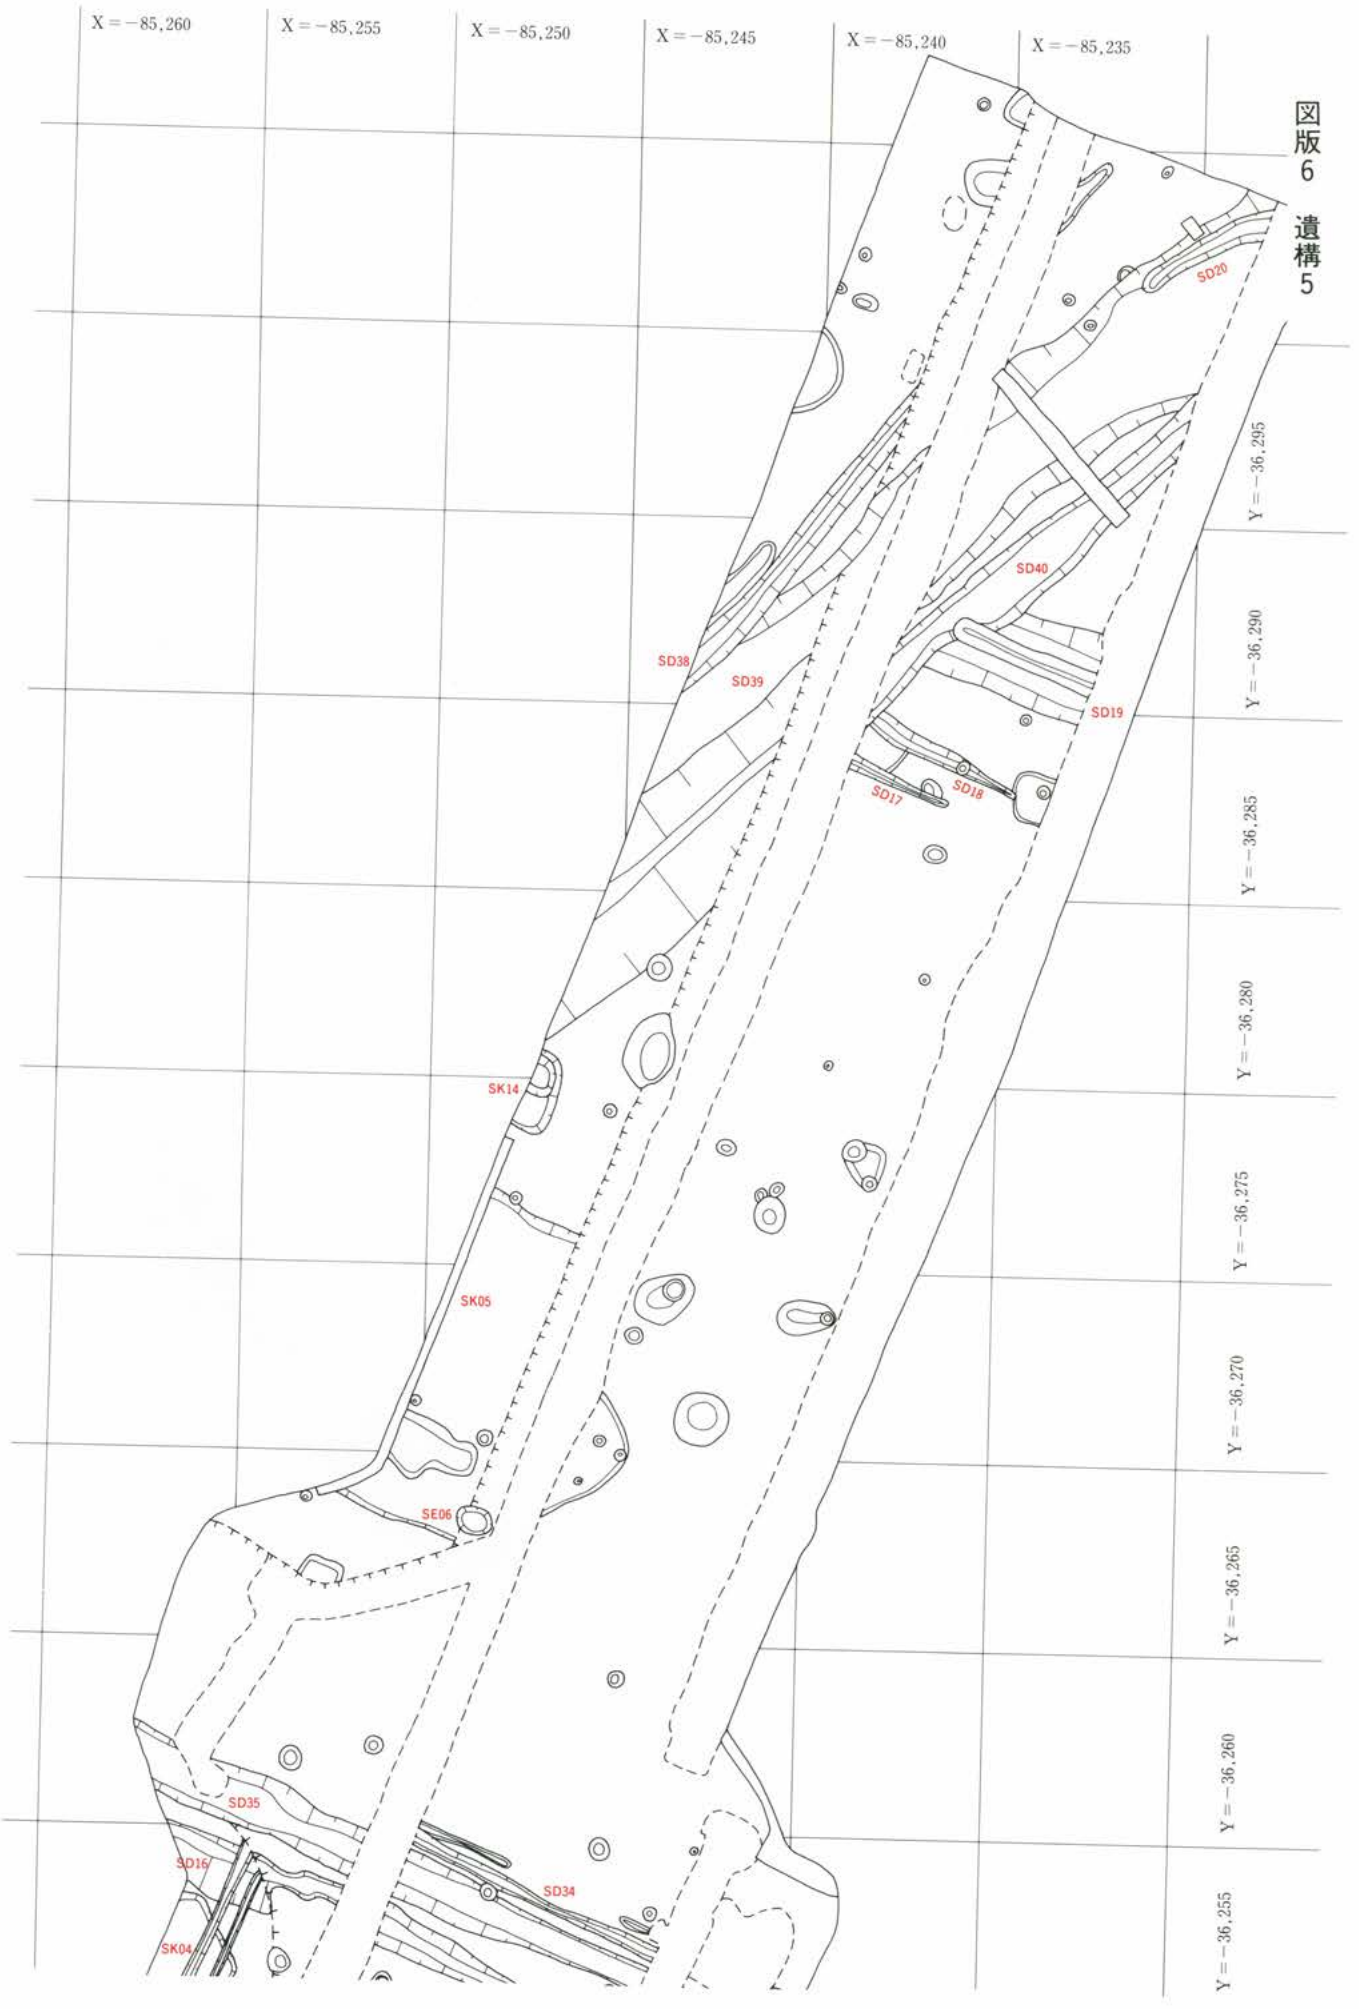 X=−85,260
X=−85,255
X=−85,250
X=−85,245
X=−85,240
X=−85,235
図版6 遺構5
SD20
Y=−36,295
SD40
Y=−36,290
SD38
SD39
SD19
SD17
SD18
Y=−36,285
Y=−36,280
SK14
Y=−36,275
SK05
Y=−36,270
SE06
Y=−36,265
Y=−36,260
SD35
SD16
SD34
Y=−36,255
SK04